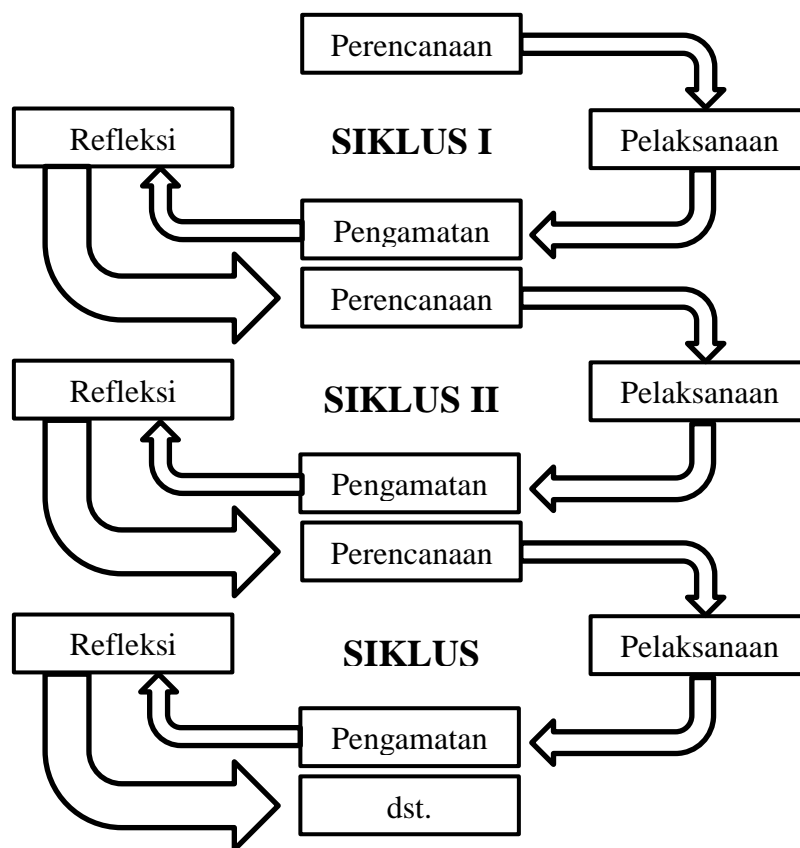 Perencanaan
Refleksi
SIKLUS I
Pelaksanaan
Pengamatan
Perencanaan
Refleksi
SIKLUS II
Pelaksanaan
Pengamatan
Perencanaan
Refleksi
SIKLUS
Pelaksanaan
Pengamatan
dst.